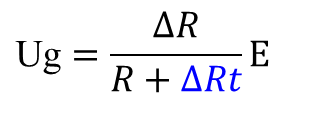 Ug = ΔR / (R + ΔRt) E